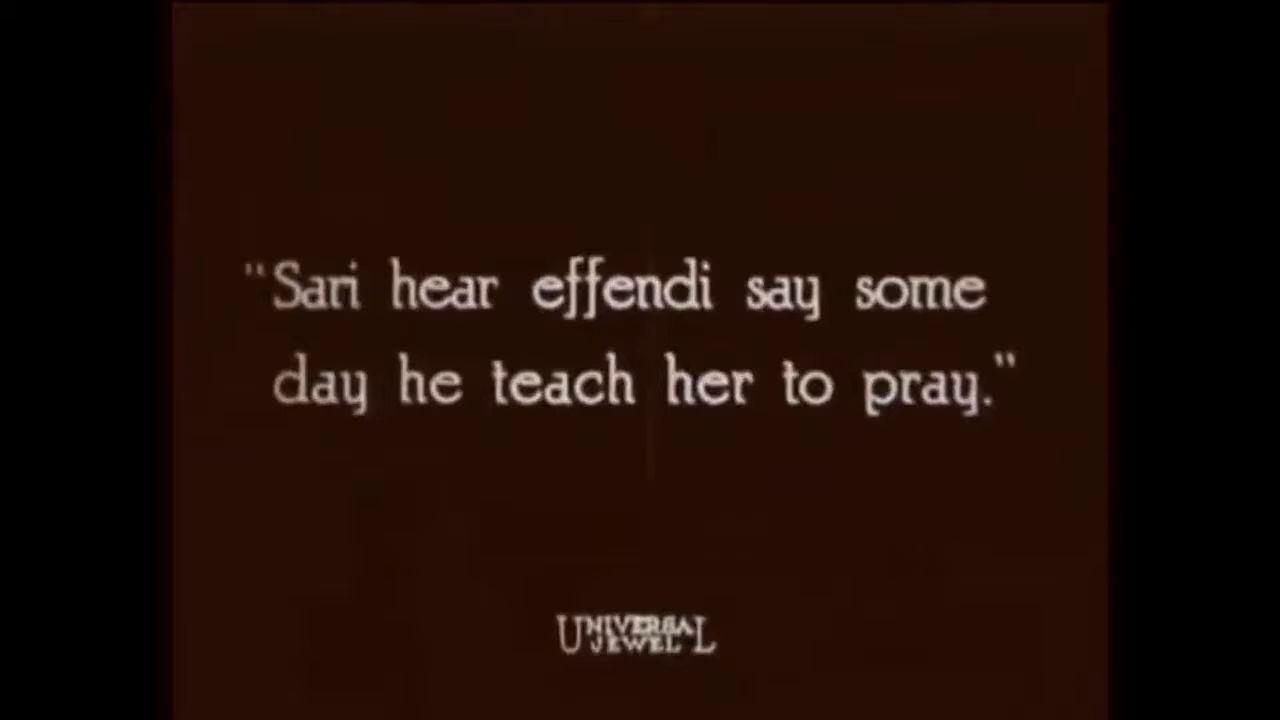 "Sari hear effendi say some
day he teach her to pray."
UNIVERSAL
JEWEL